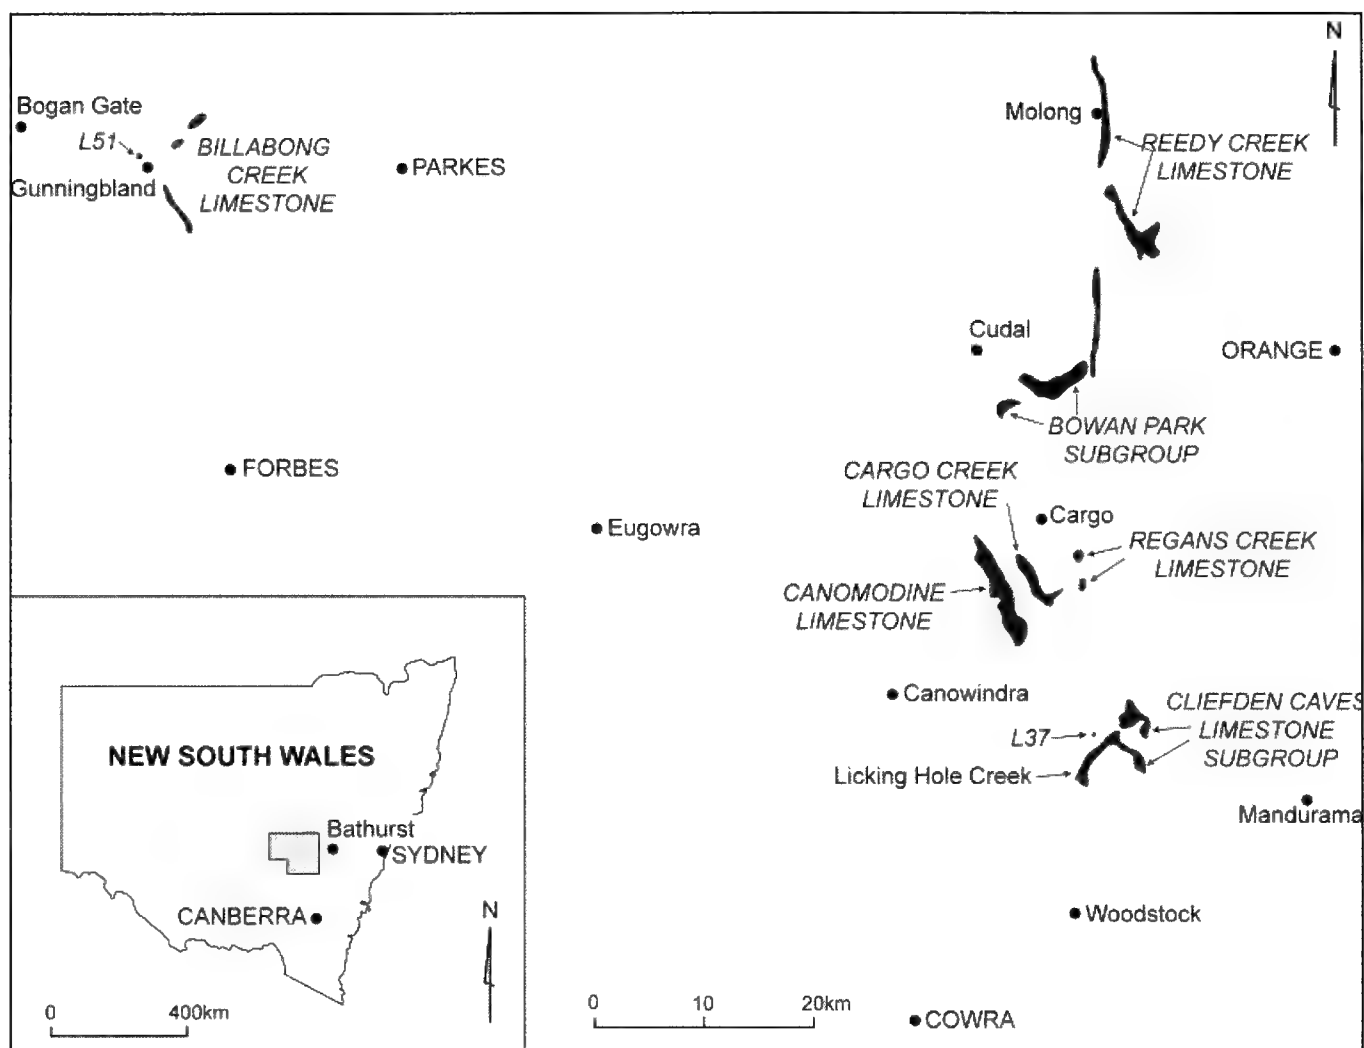 N
Bogan Gate
L51
Gunningbland
BILLABONG
CREEK
LIMESTONE
PARKES
Molong
REEDY CREEK
LIMESTONE
Cudal
ORANGE
BOWAN PARK
SUBGROUP
FORBES
CARGO CREEK
LIMESTONE
Eugowra
Cargo
REGANS CREEK
LIMESTONE
CANOMODINE
LIMESTONE
Canowindra
CLIEFDEN CAVES
LIMESTONE
SUBGROUP
L37
Licking Hole Creek
Mandurama
Woodstock
COWRA
0 10 20km
NEW SOUTH WALES
Bathurst
SYDNEY
CANBERRA
N
0 400km